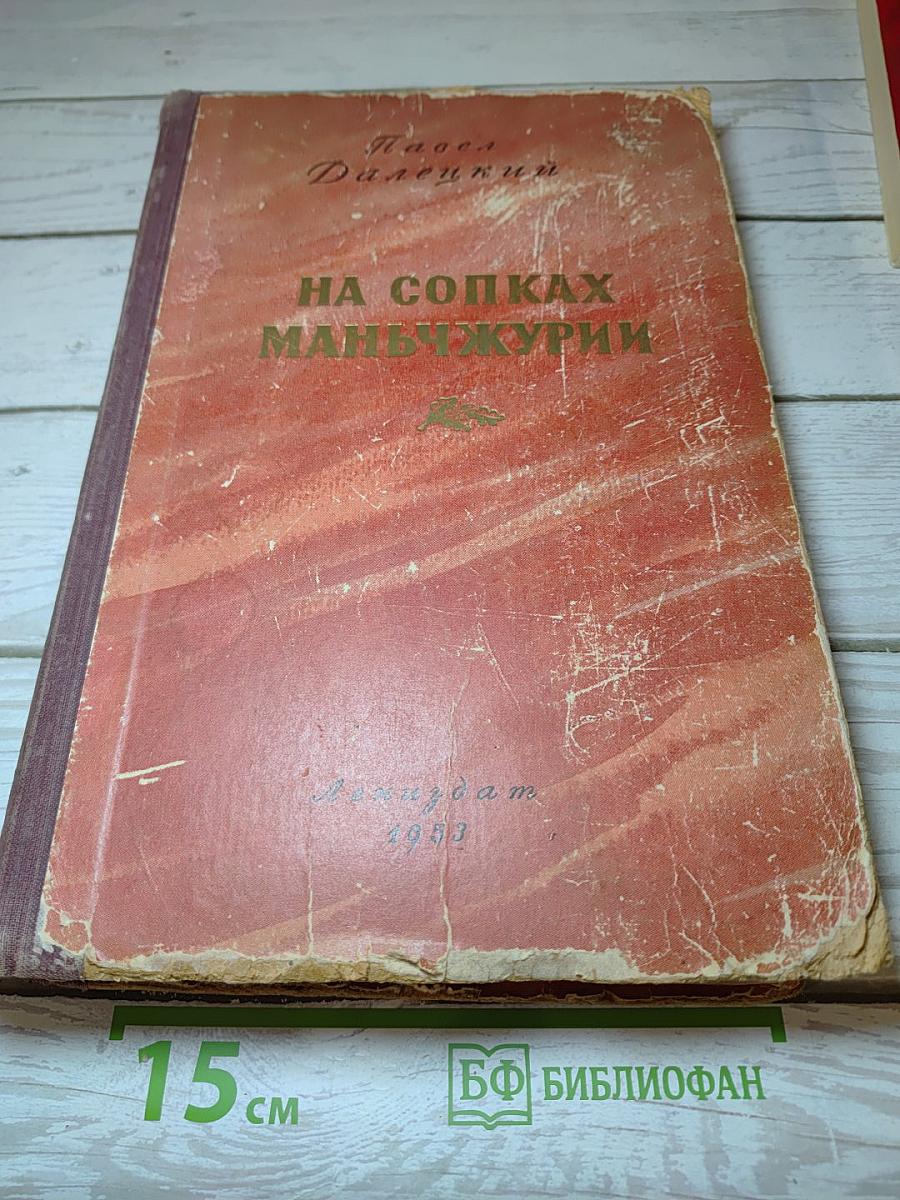 Павел
Далецкий
НА СОПКАХ
МАНЬЧЖУРИИ
Лениздат
1953
15 см
БФ БИБЛИОФАН